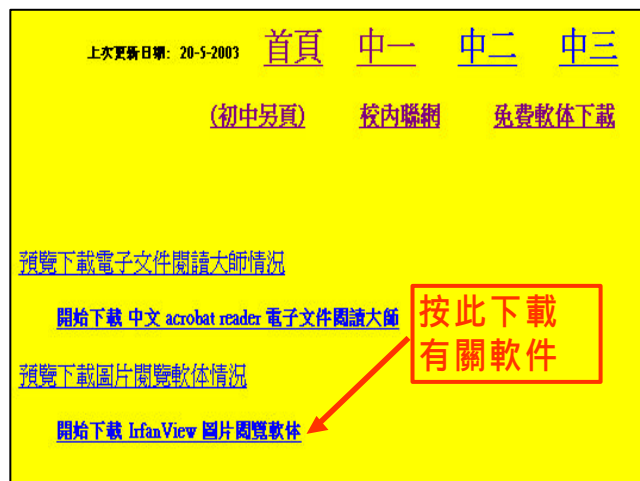 上次更新日期: 20-5-2003 首頁 中一 中二 中三
(初中另頁) 校內聯網 免費軟体下載
預覽下載電子文件閱讀大師情況
開始下載 中文 acrobat reader 電子文件閱讀大師
按此下載
有關軟件
預覽下載圖片閱覽軟体情況
開始下載 IrfanView 圖片閱覽軟体